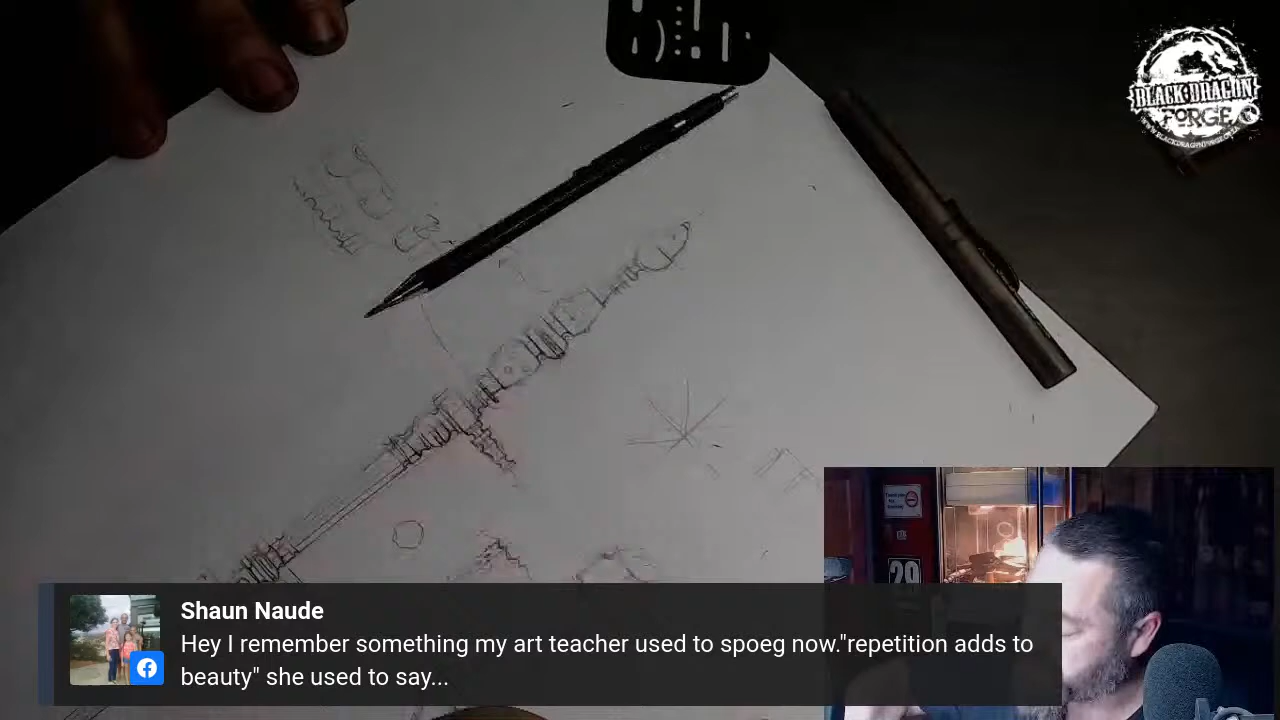 BLACK DRAGON
FORGE
29
Shaun Naude
Hey I remember something my art teacher used to spoeg now."repetition adds to
beauty" she used to say...